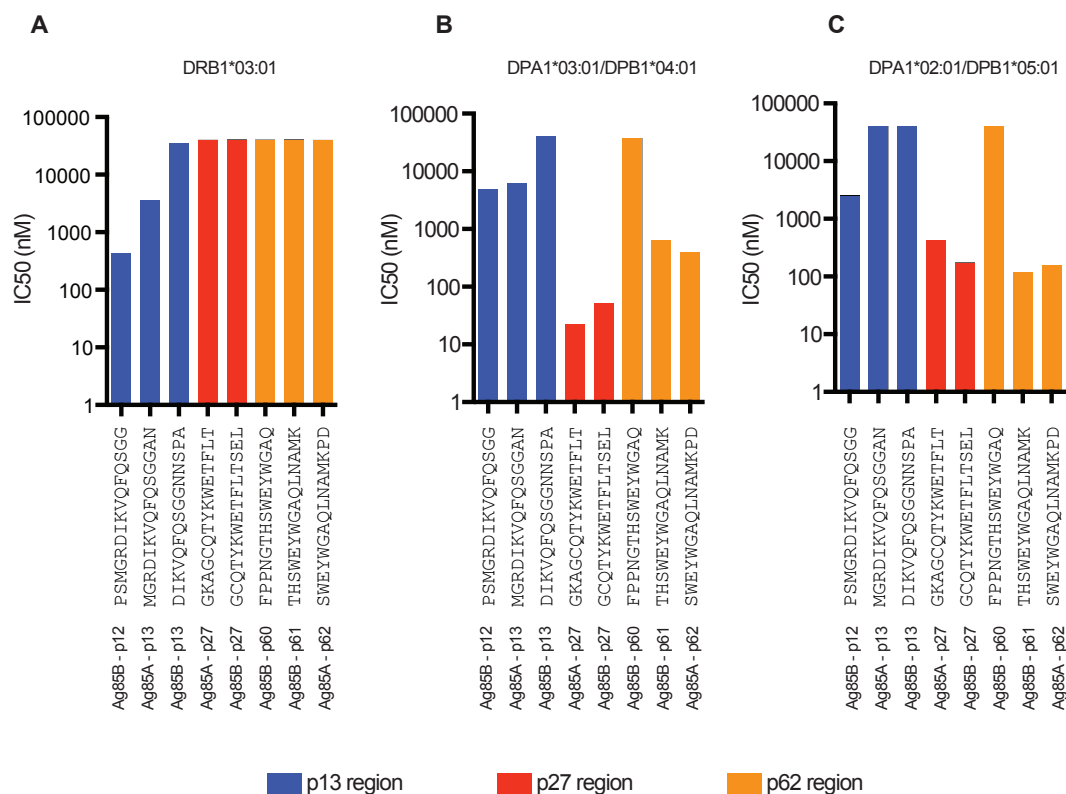 A
B
C
DRB1*03:01
DPA1*03:01/DPB1*04:01
DPA1*02:01/DPB1*05:01
IC50 (nM)
100000
10000
1000
100
10
1
PSMGRDIKVQFQSGG
MGRDIKVQFQSGGAN
DIKVQFQSGGNNSPA
GKAGCQTYKWETFLT
GCQTYKWETFLTSEL
FPPNGTHSWEYWGAQ
THSWEYWGAQLNAMK
SWEYWGAQLNAMKPD
Ag85B - p12
Ag85A - p13
Ag85B - p13
Ag85A - p27
Ag85B - p27
Ag85B - p60
Ag85B - p61
Ag85A - p62
IC50 (nM)
100000
10000
1000
100
10
1
PSMGRDIKVQFQSGG
MGRDIKVQFQSGGAN
DIKVQFQSGGNNSPA
GKAGCQTYKWETFLT
GCQTYKWETFLTSEL
FPPNGTHSWEYWGAQ
THSWEYWGAQLNAMK
SWEYWGAQLNAMKPD
Ag85B - p12
Ag85A - p13
Ag85B - p13
Ag85A - p27
Ag85B - p27
Ag85B - p60
Ag85B - p61
Ag85A - p62
IC50 (nM)
100000
10000
1000
100
10
1
PSMGRDIKVQFQSGG
MGRDIKVQFQSGGAN
DIKVQFQSGGNNSPA
GKAGCQTYKWETFLT
GCQTYKWETFLTSEL
FPPNGTHSWEYWGAQ
THSWEYWGAQLNAMK
SWEYWGAQLNAMKPD
Ag85B - p12
Ag85A - p13
Ag85B - p13
Ag85A - p27
Ag85B - p27
Ag85B - p60
Ag85B - p61
Ag85A - p62
p13 region
p27 region
p62 region